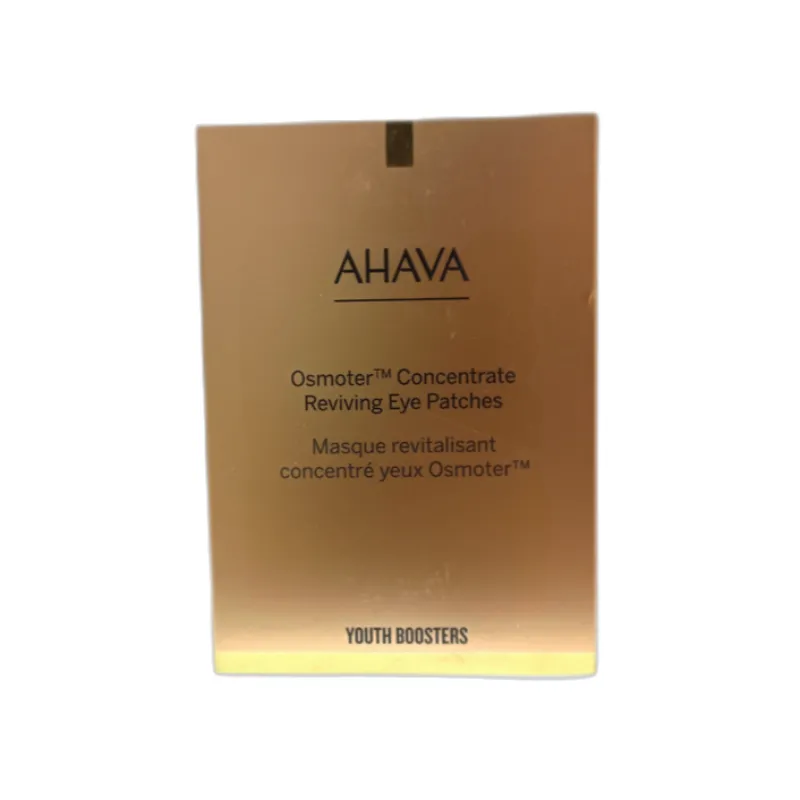 AHAVA
Osmoter™ Concentrate
Reviving Eye Patches
Masque revitalisant
concentré yeux Osmoter™
YOUTH BOOSTERS